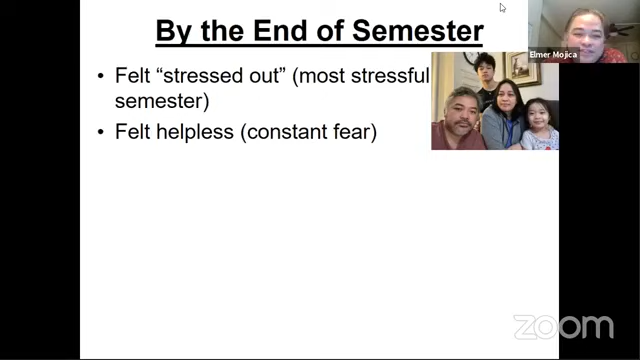 By the End of Semester
Elmer Mojica
• Felt “stressed out” (most stressful
semester)
• Felt helpless (constant fear)
zoom